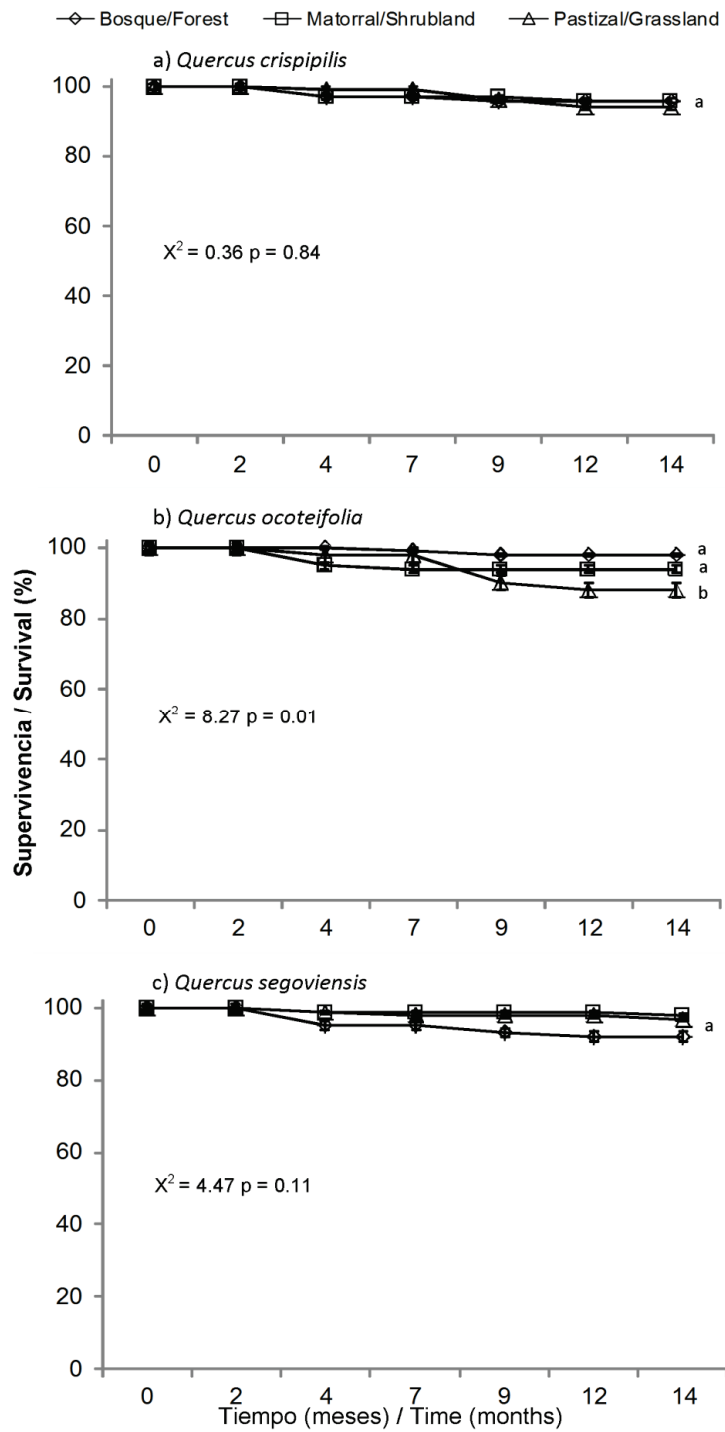 Bosque/Forest Matorral/Shrubland Pastizal/Grassland
a) Quercus crispipilis
100
80
60
40
20
0
a
X² = 0.36 p = 0.84
0 2 4 7 9 12 14
b) Quercus ocoteifolia
100
80
60
40
20
0
a
a
b
X² = 8.27 p = 0.01
0 2 4 7 9 12 14
Supervivencia / Survival (%)
c) Quercus segoviensis
100
80
60
40
20
0
a
X² = 4.47 p = 0.11
0 2 4 7 9 12 14
Tiempo (meses) / Time (months)